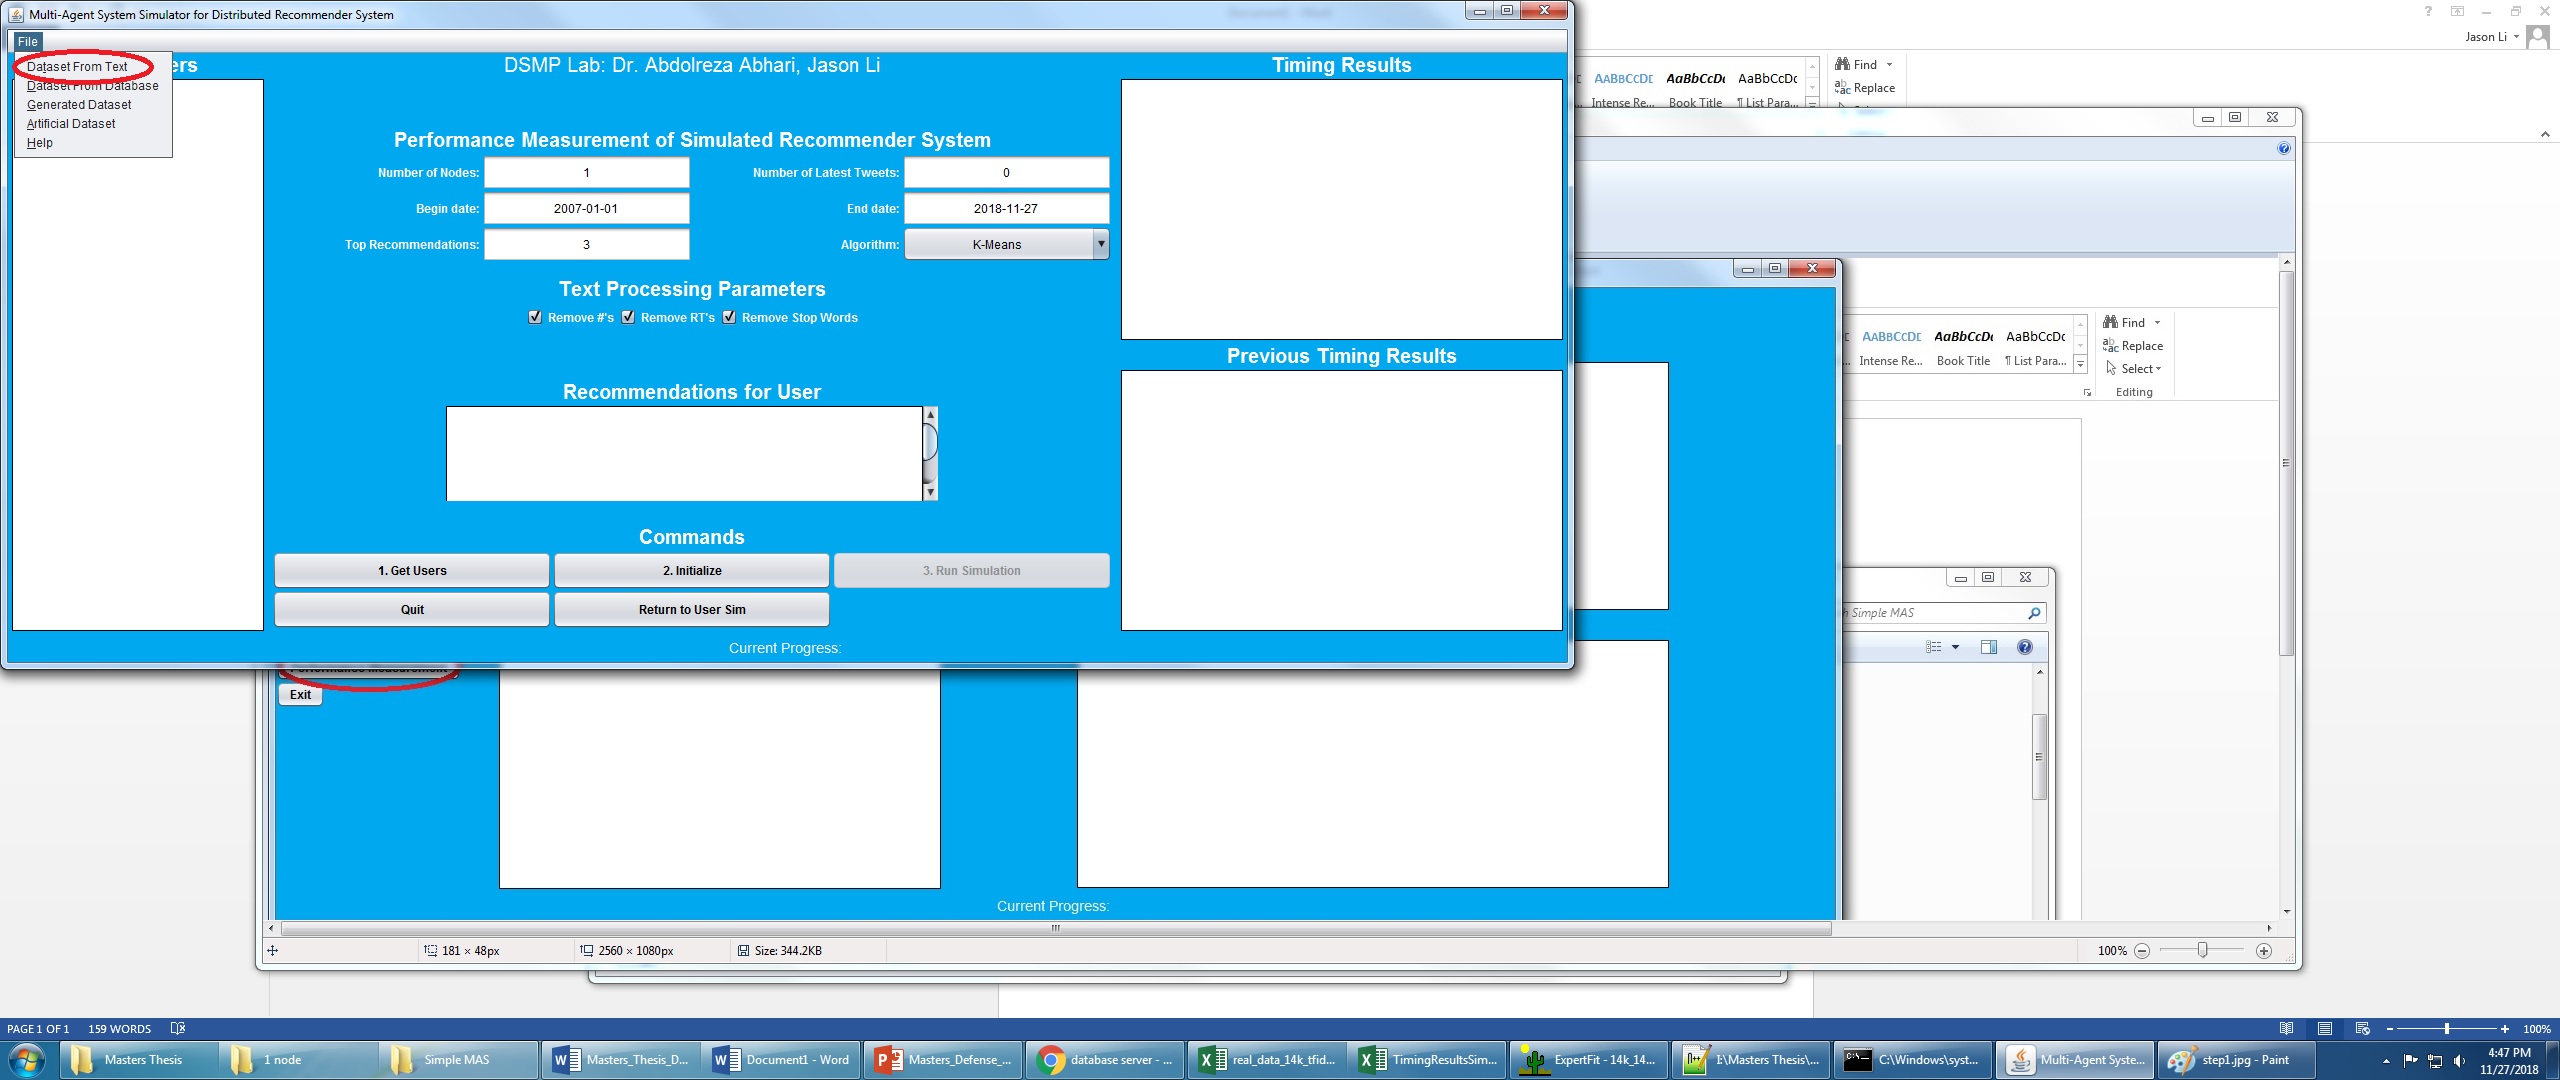 Multi-Agent System Simulator for Distributed Recommender System
File
Dataset From Text
Dataset From Database
Generated Dataset
Artificial Dataset
Help
ers
DSMP Lab: Dr. Abdolreza Abhari, Jason Li
Timing Results
Performance Measurement of Simulated Recommender System
Number of Nodes: 1 Number of Latest Tweets: 0
Begin date: 2007-01-01 End date: 2018-11-27
Top Recommendations: 3 Algorithm: K-Means
Text Processing Parameters
Remove #'s Remove RT's Remove Stop Words
Previous Timing Results
Recommendations for User
Commands
1. Get Users 2. Initialize 3. Run Simulation
Quit Return to User Sim
Current Progress:
Jason Li
AABBCCDE AaBbCcDt AaBbCcDc
Intense Re... Book Title ¶ List Para...
Find
Replace
AABBCCDE AaBbCcDt AaBbCcDc
Intense Re... Book Title ¶ List Para...
Find
Replace
Select
Editing
Simple MAS
Performance Measurement
Exit
Current Progress:
181 × 48px 2560 × 1080px Size: 344.2KB 100%
PAGE 1 OF 1 159 WORDS 100%
Masters Thesis 1 node Simple MAS Masters_Thesis_D... Document1 - Word Masters_Defense_... database server - ... real_data_14k_tfid... TimingResultsSim... ExpertFit - 14k_14... I:\Masters Thesis\... C:\Windows\syst... Multi-Agent Syste... step1.jpg - Paint
4:47 PM
11/27/2018